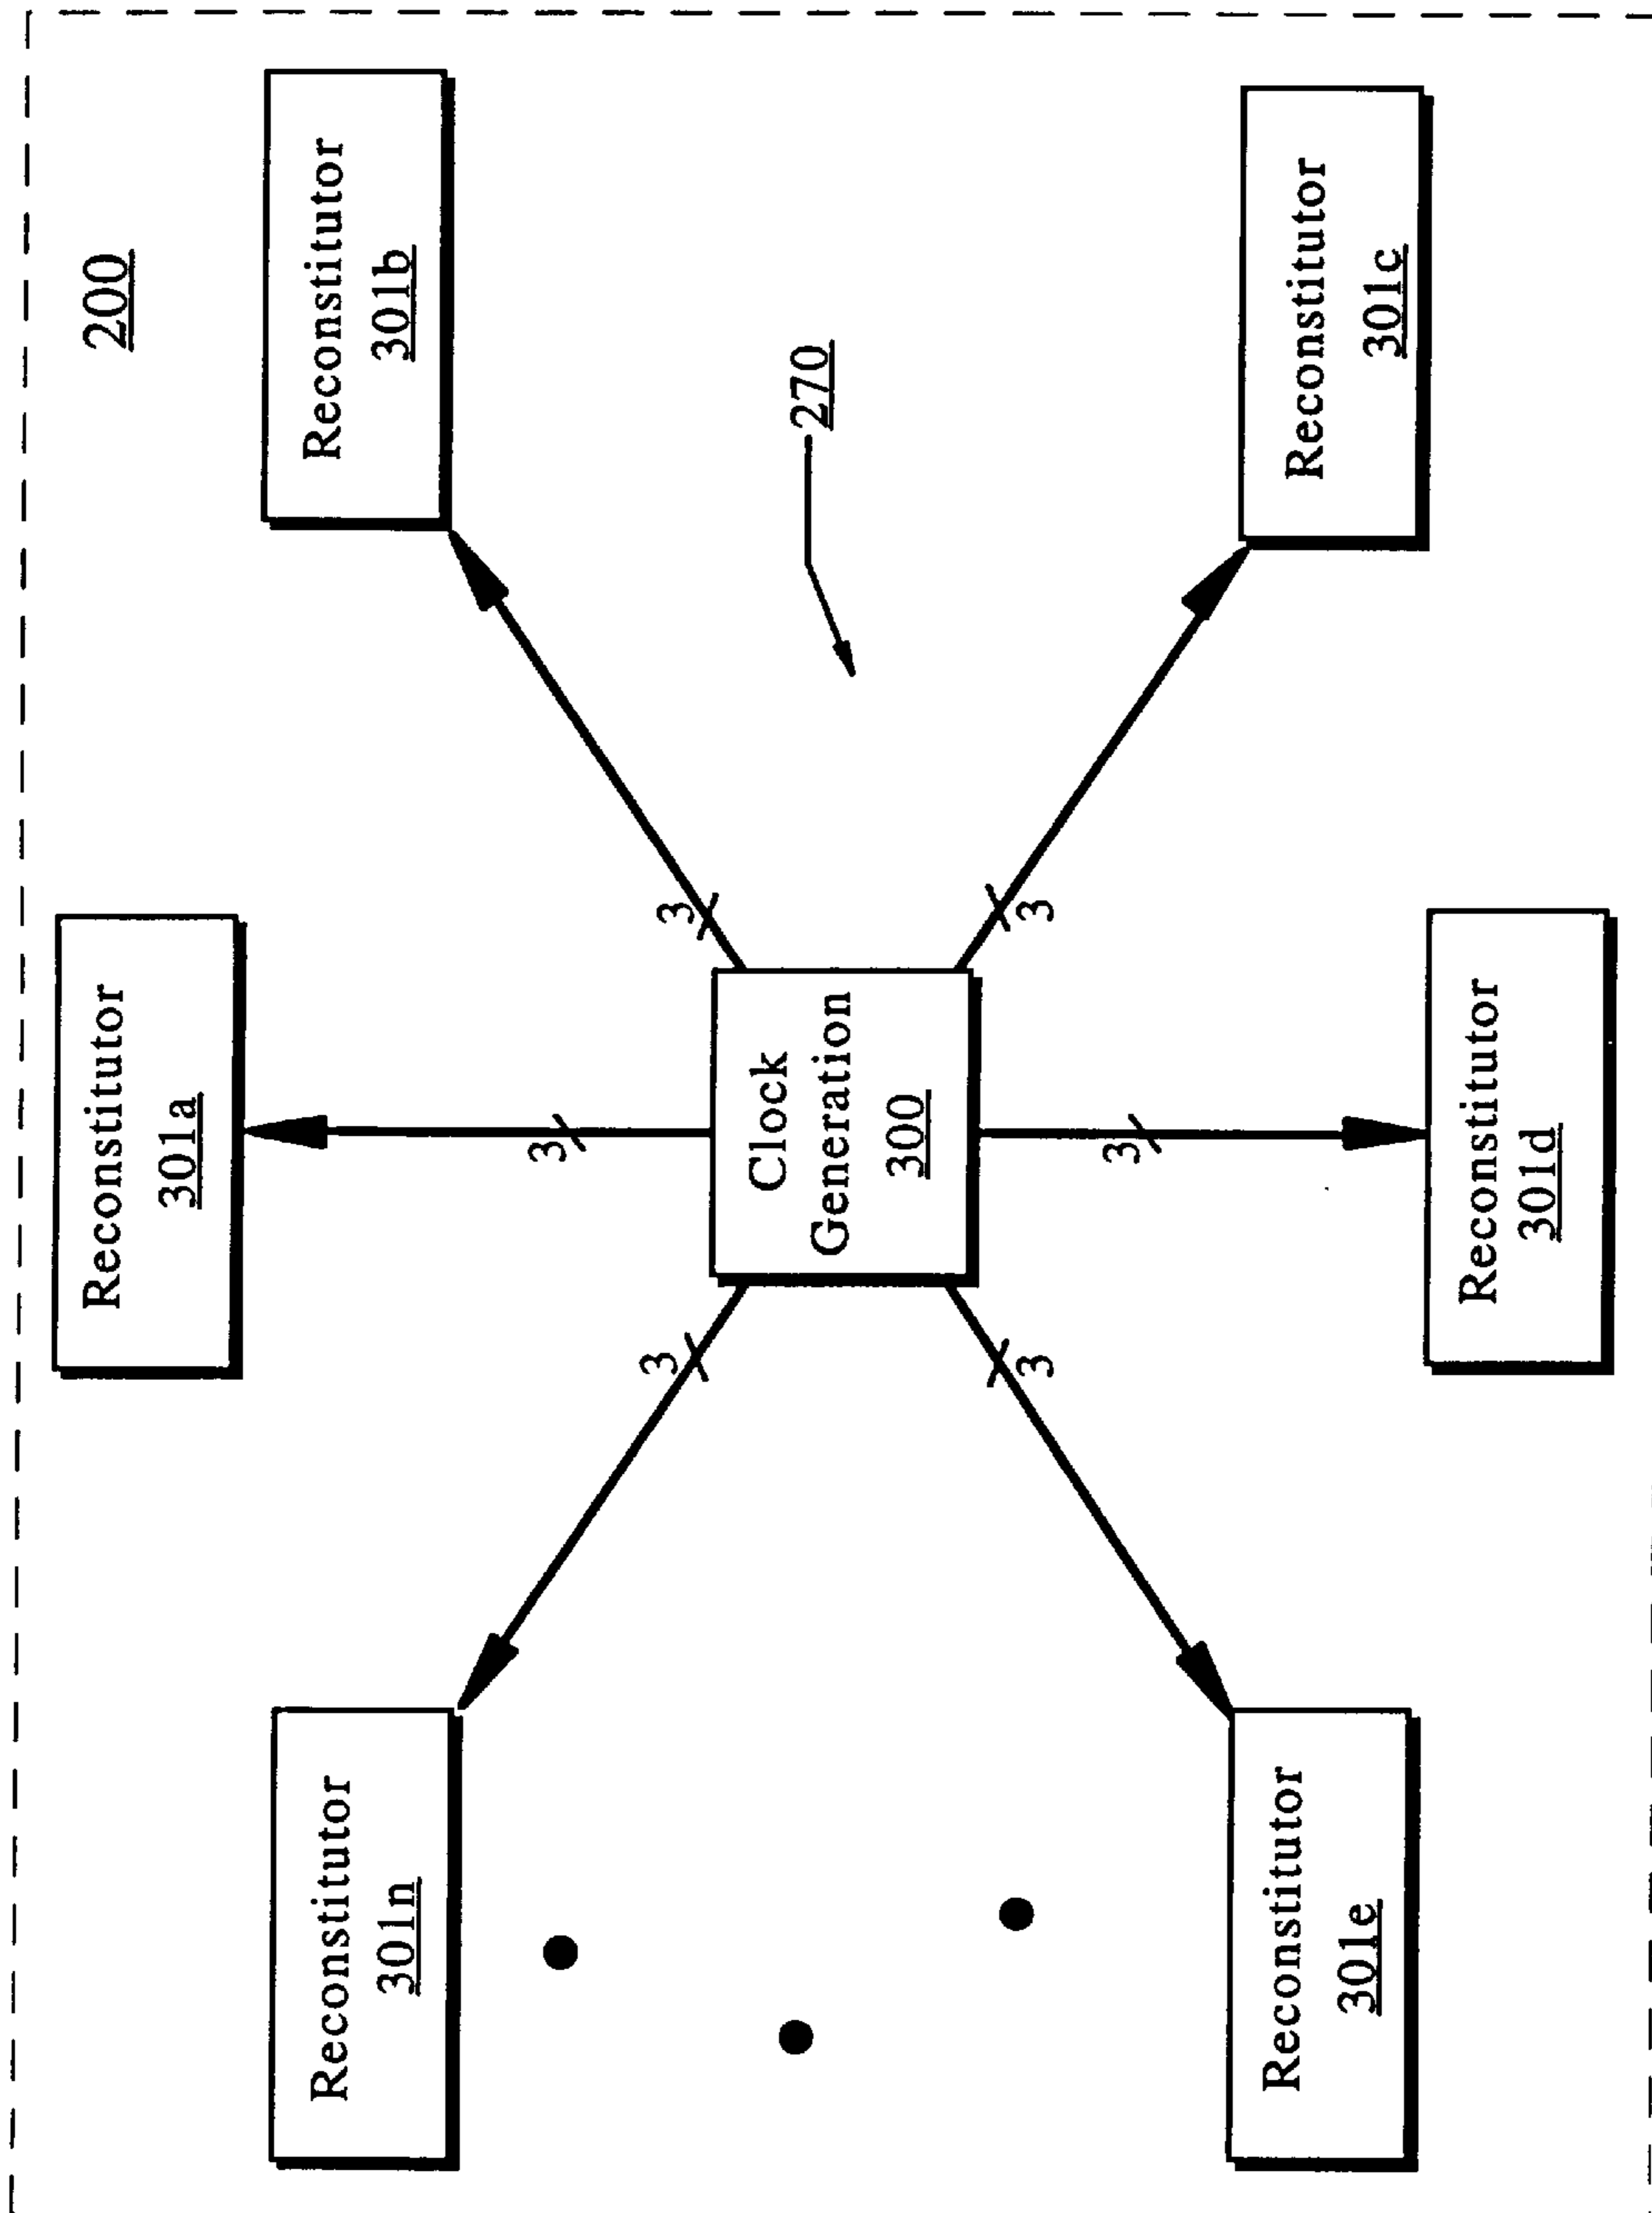 200
Reconstitutor
301a
Reconstitutor
301n
Reconstitutor
301b
3
3
3
270
Clock
Generation
300
3
3
3
Reconstitutor
301e
Reconstitutor
301c
Reconstitutor
301d